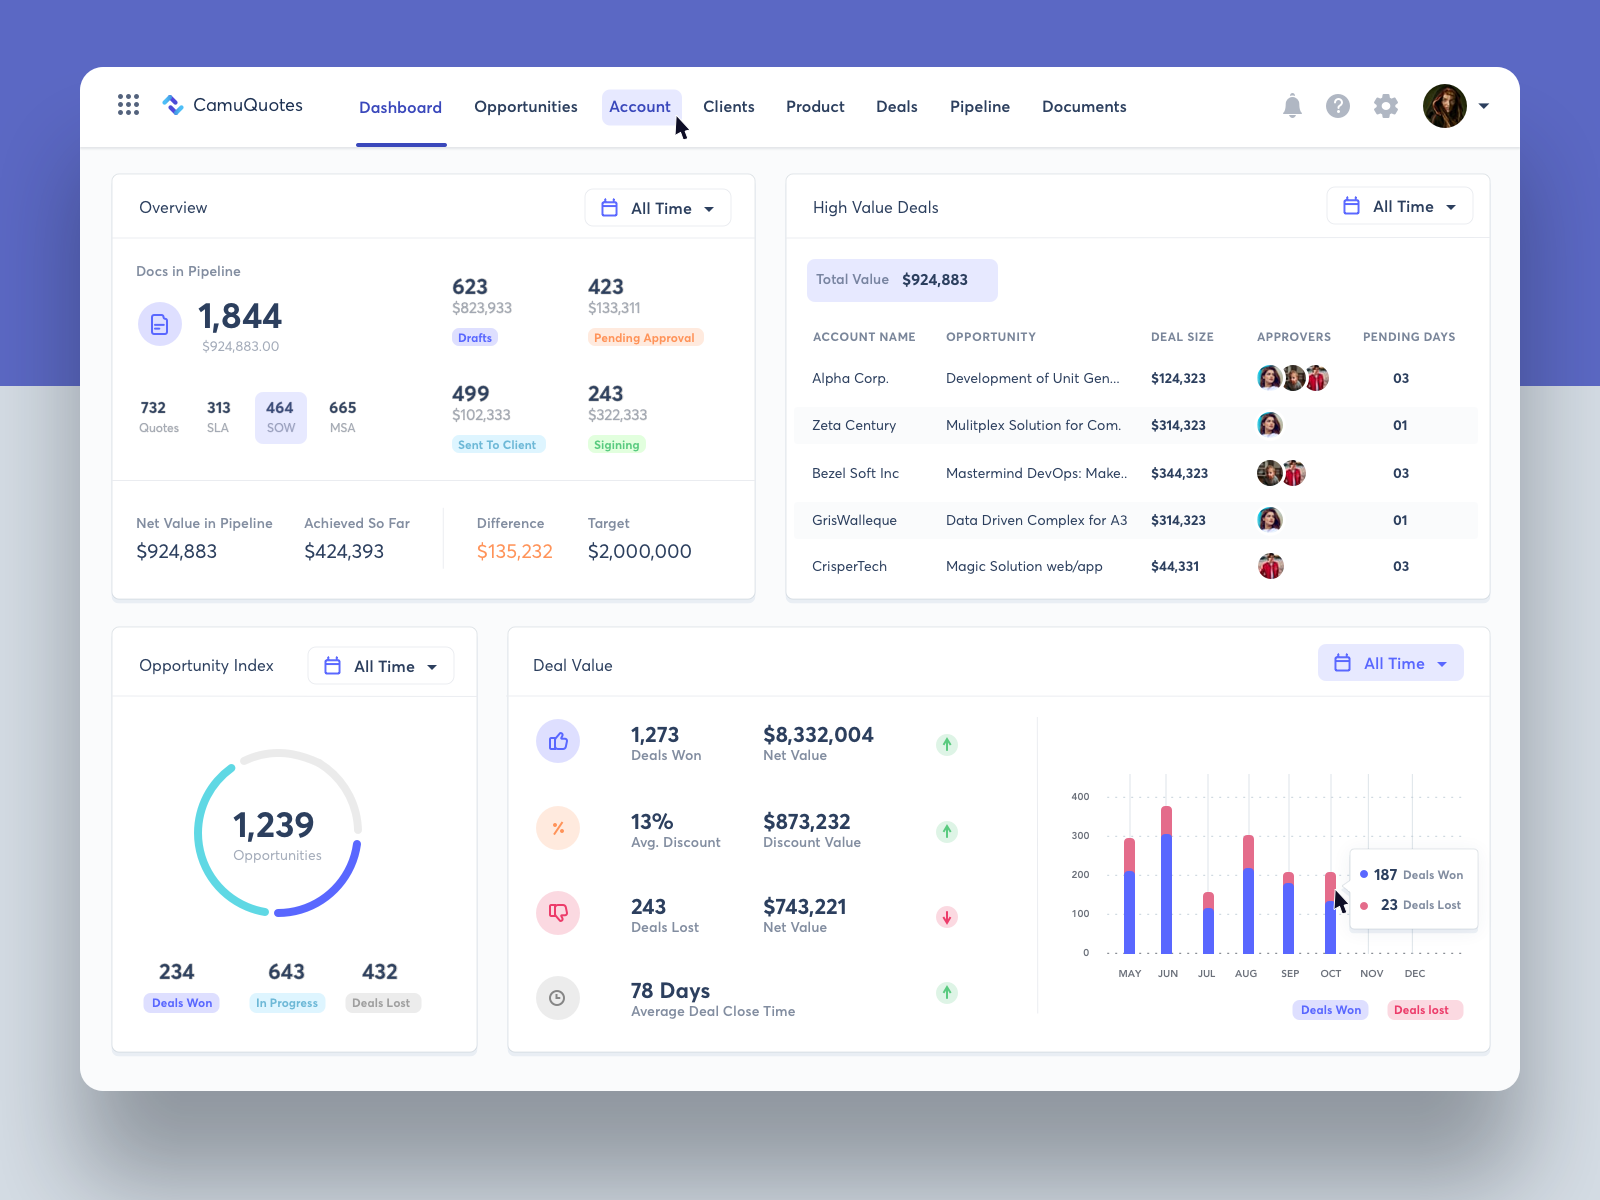 CamuQuotes
Dashboard Opportunities Account Clients Product Deals Pipeline Documents
?
Overview
All Time
Docs in Pipeline
1,844
$924,883.00
732
Quotes
313
SLA
464
SOW
665
MSA
623
$823,933
Drafts
423
$133,311
Pending Approval
499
$102,333
Sent To Client
243
$322,333
Sigining
Net Value in Pipeline
$924,883
Achieved So Far
$424,393
Difference
$135,232
Target
$2,000,000
High Value Deals
All Time
Total Value $924,883
ACCOUNT NAME OPPORTUNITY DEAL SIZE APPROVERS PENDING DAYS
Alpha Corp. Development of Unit Gen... $124,323 03
Zeta Century Mulitplex Solution for Com. $314,323 01
Bezel Soft Inc Mastermind DevOps: Make.. $344,323 03
GrisWalleque Data Driven Complex for A3 $314,323 01
CrisperTech Magic Solution web/app $44,331 03
Opportunity Index
All Time
1,239
Opportunities
234
Deals Won
643
In Progress
432
Deals Lost
Deal Value
All Time
1,273
Deals Won
$8,332,004
Net Value
%
13%
Avg. Discount
$873,232
Discount Value
243
Deals Lost
$743,221
Net Value
78 Days
Average Deal Close Time
400
300
200
100
0
MAY JUN JUL AUG SEP OCT NOV DEC
187 Deals Won
23 Deals Lost
Deals Won
Deals lost